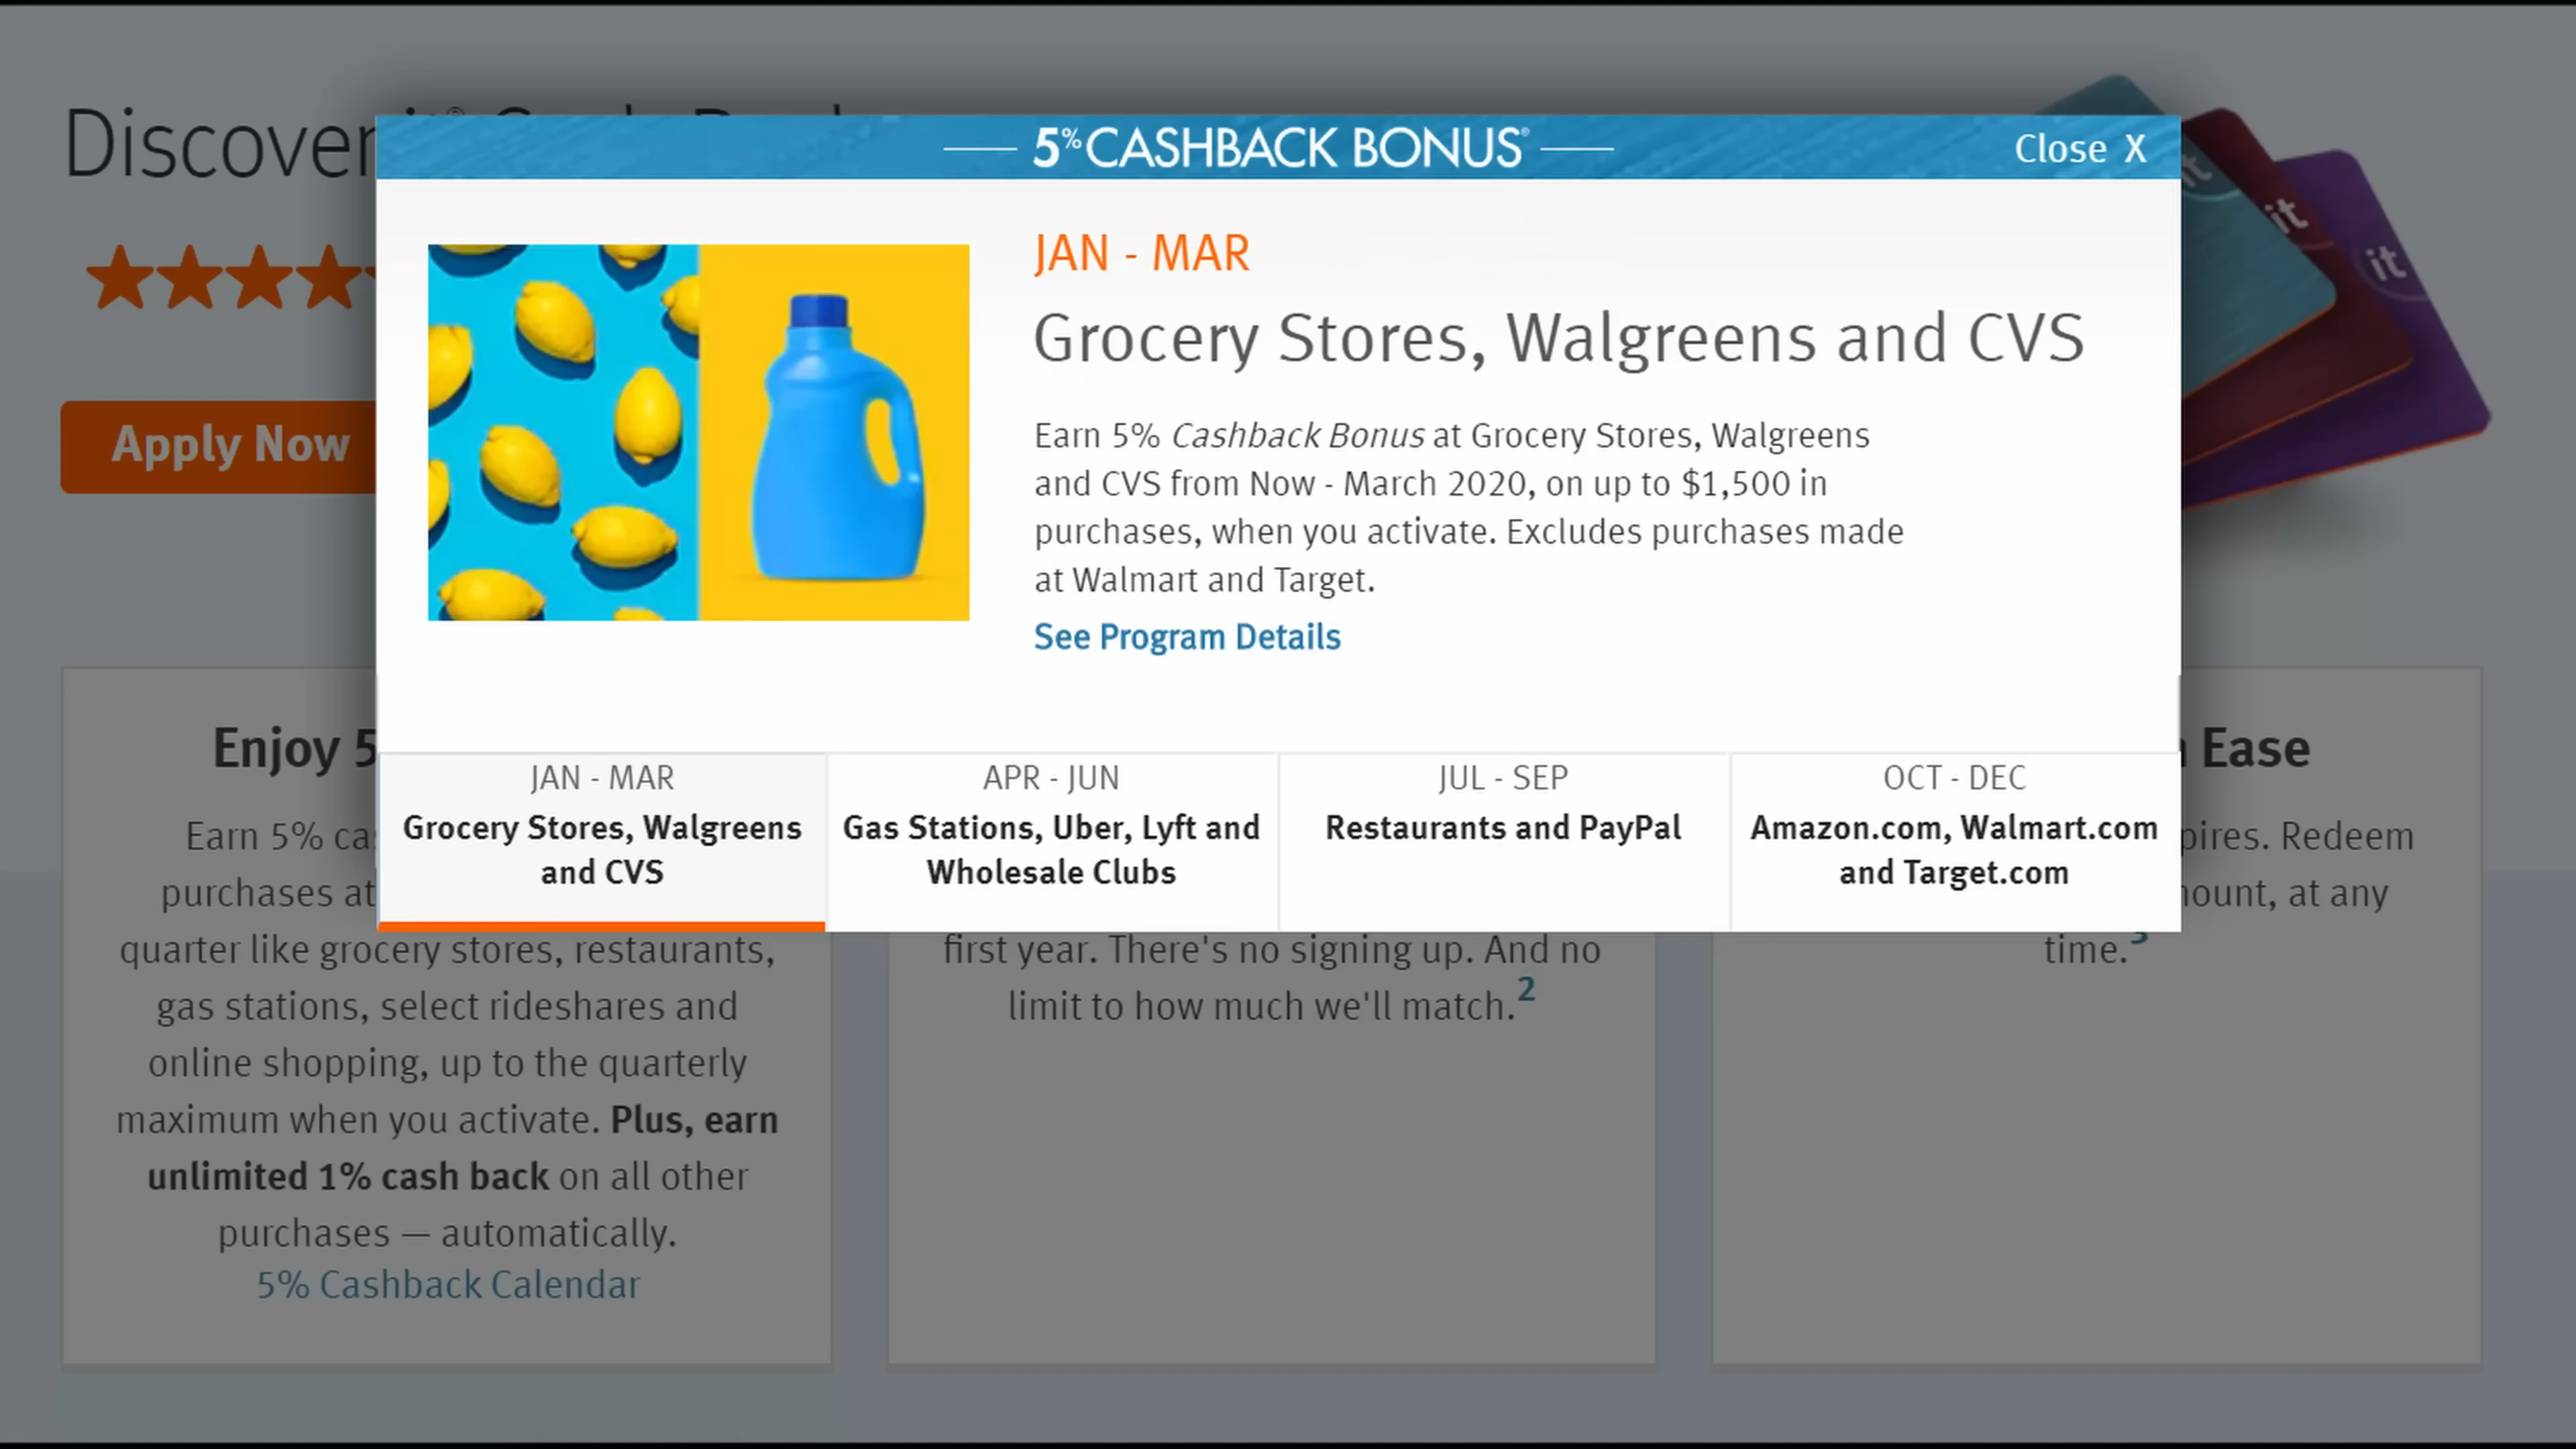 Discover
5% CASHBACK BONUS®
Close X
JAN - MAR
Grocery Stores, Walgreens and CVS
Earn 5% Cashback Bonus at Grocery Stores, Walgreens
and CVS from Now - March 2020, on up to $1,500 in
purchases, when you activate. Excludes purchases made
at Walmart and Target.
See Program Details
Apply Now
it
it
it
JAN - MAR
Grocery Stores, Walgreens
and CVS
APR - JUN
Gas Stations, Uber, Lyft and
Wholesale Clubs
JUL - SEP
Restaurants and PayPal
OCT - DEC
Amazon.com, Walmart.com
and Target.com
Enjoy 5
Earn 5%
purchases at
quarter like grocery stores, restaurants,
gas stations, select rideshares and
online shopping, up to the quarterly
maximum when you activate. Plus, earn
unlimited 1% cash back on all other
purchases — automatically.
5% Cashback Calendar
first year. There's no signing up. And no
limit to how much we'll match.2
Ease
Redeem
at any
time.3